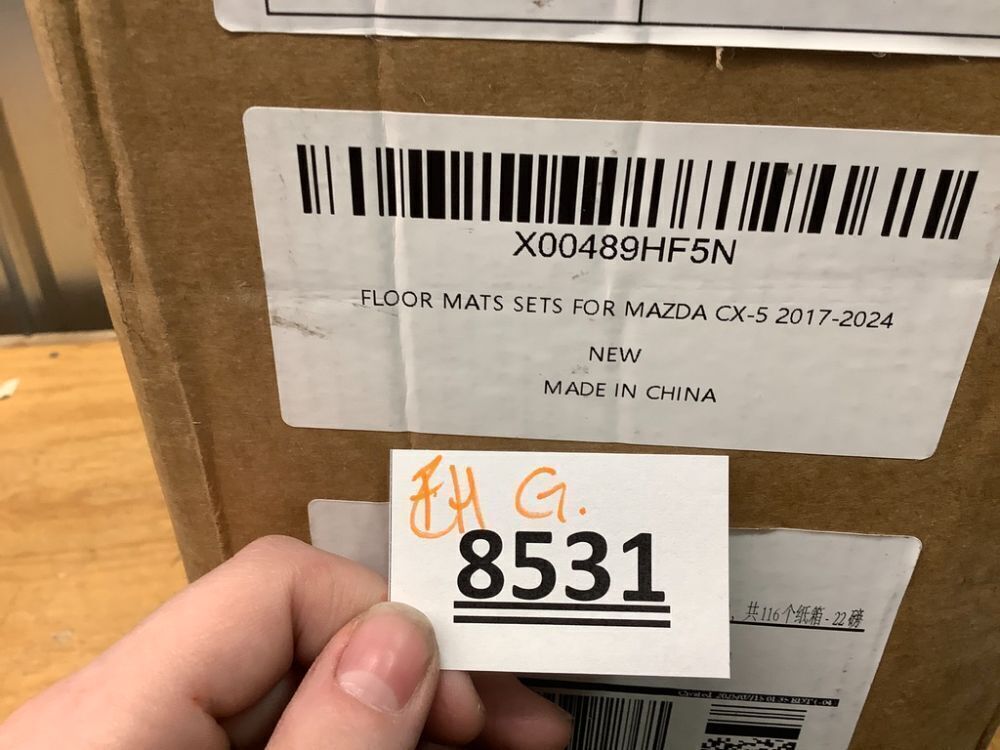 X00489HF5N
FLOOR MATS SETS FOR MAZDA CX-5 2017-2024
NEW
MADE IN CHINA
EH G.
8531
, 共116个纸箱 - 22磅